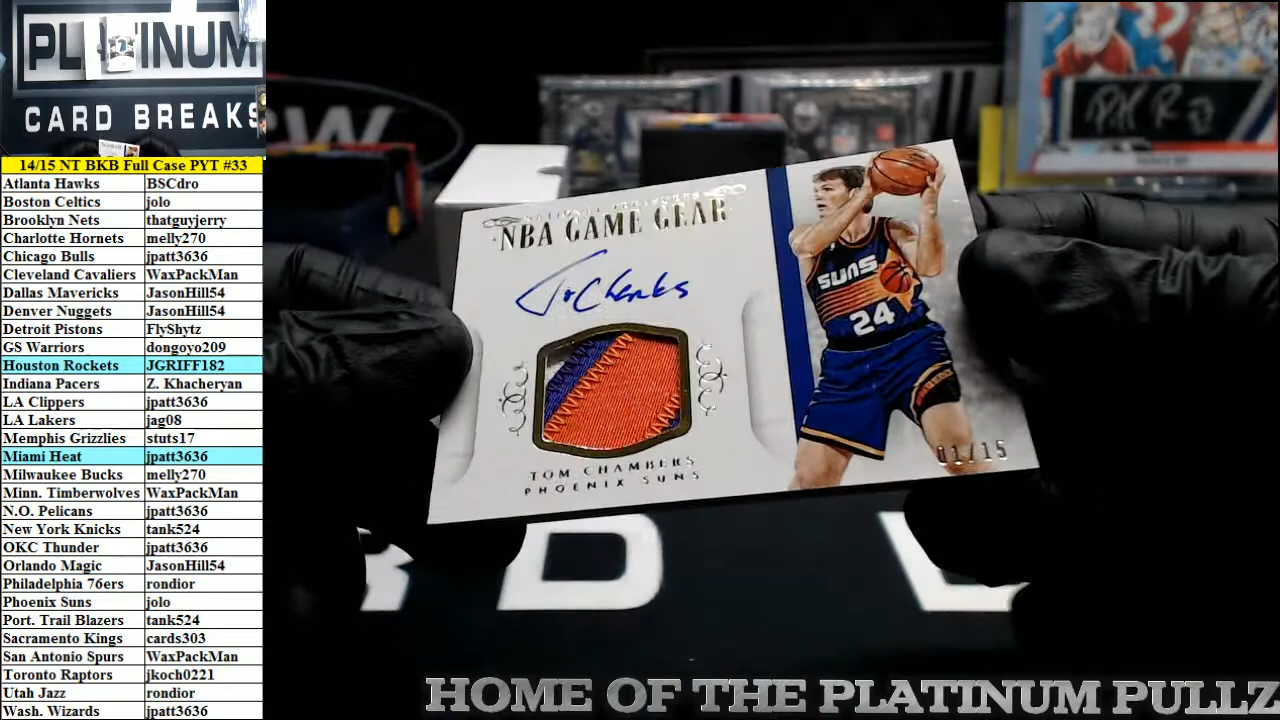 PLATINUM
CARD BREAKS
14/15 NT BKB Full Case PYT #33
Atlanta Hawks BSCdro
Boston Celtics jolo
Brooklyn Nets thatguyjerry
Charlotte Hornets melly270
Chicago Bulls jpatt3636
Cleveland Cavaliers WaxPackMan
Dallas Mavericks JasonHill54
Denver Nuggets JasonHill54
Detroit Pistons FlyShytz
GS Warriors dongoyo209
Houston Rockets JGRIFF182
Indiana Pacers Z. Khacheryan
LA Clippers jpatt3636
LA Lakers jag08
Memphis Grizzlies stuts17
Miami Heat jpatt3636
Milwaukee Bucks melly270
Minn. Timberwolves WaxPackMan
N.O. Pelicans jpatt3636
New York Knicks tank524
OKC Thunder jpatt3636
Orlando Magic JasonHill54
Philadelphia 76ers rondior
Phoenix Suns jolo
Port. Trail Blazers tank524
Sacramento Kings cards303
San Antonio Spurs WaxPackMan
Toronto Raptors jkoch0221
Utah Jazz rondior
Wash. Wizards jpatt3636
NBA GAME GEAR
TOM CHAMBERS
PHOENIX SUNS
SUNS
24
01/15
HOME OF THE PLATINUM PULLZ